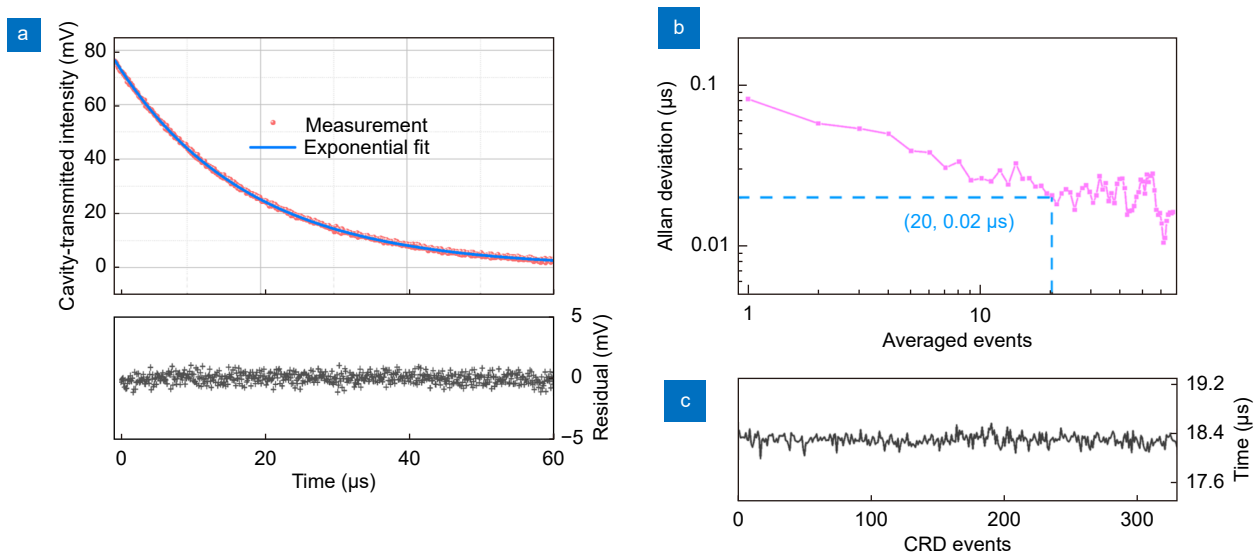 a
Cavity-transmitted intensity (mV)
80
60
40
20
0
Measurement
Exponential fit
5
0
−5
Residual (mV)
0
20
40
60
Time (µs)
b
Allan deviation (µs)
0.1
0.01
(20, 0.02 µs)
1
10
Averaged events
c
19.2
18.4
17.6
Time (µs)
0
100
200
300
CRD events